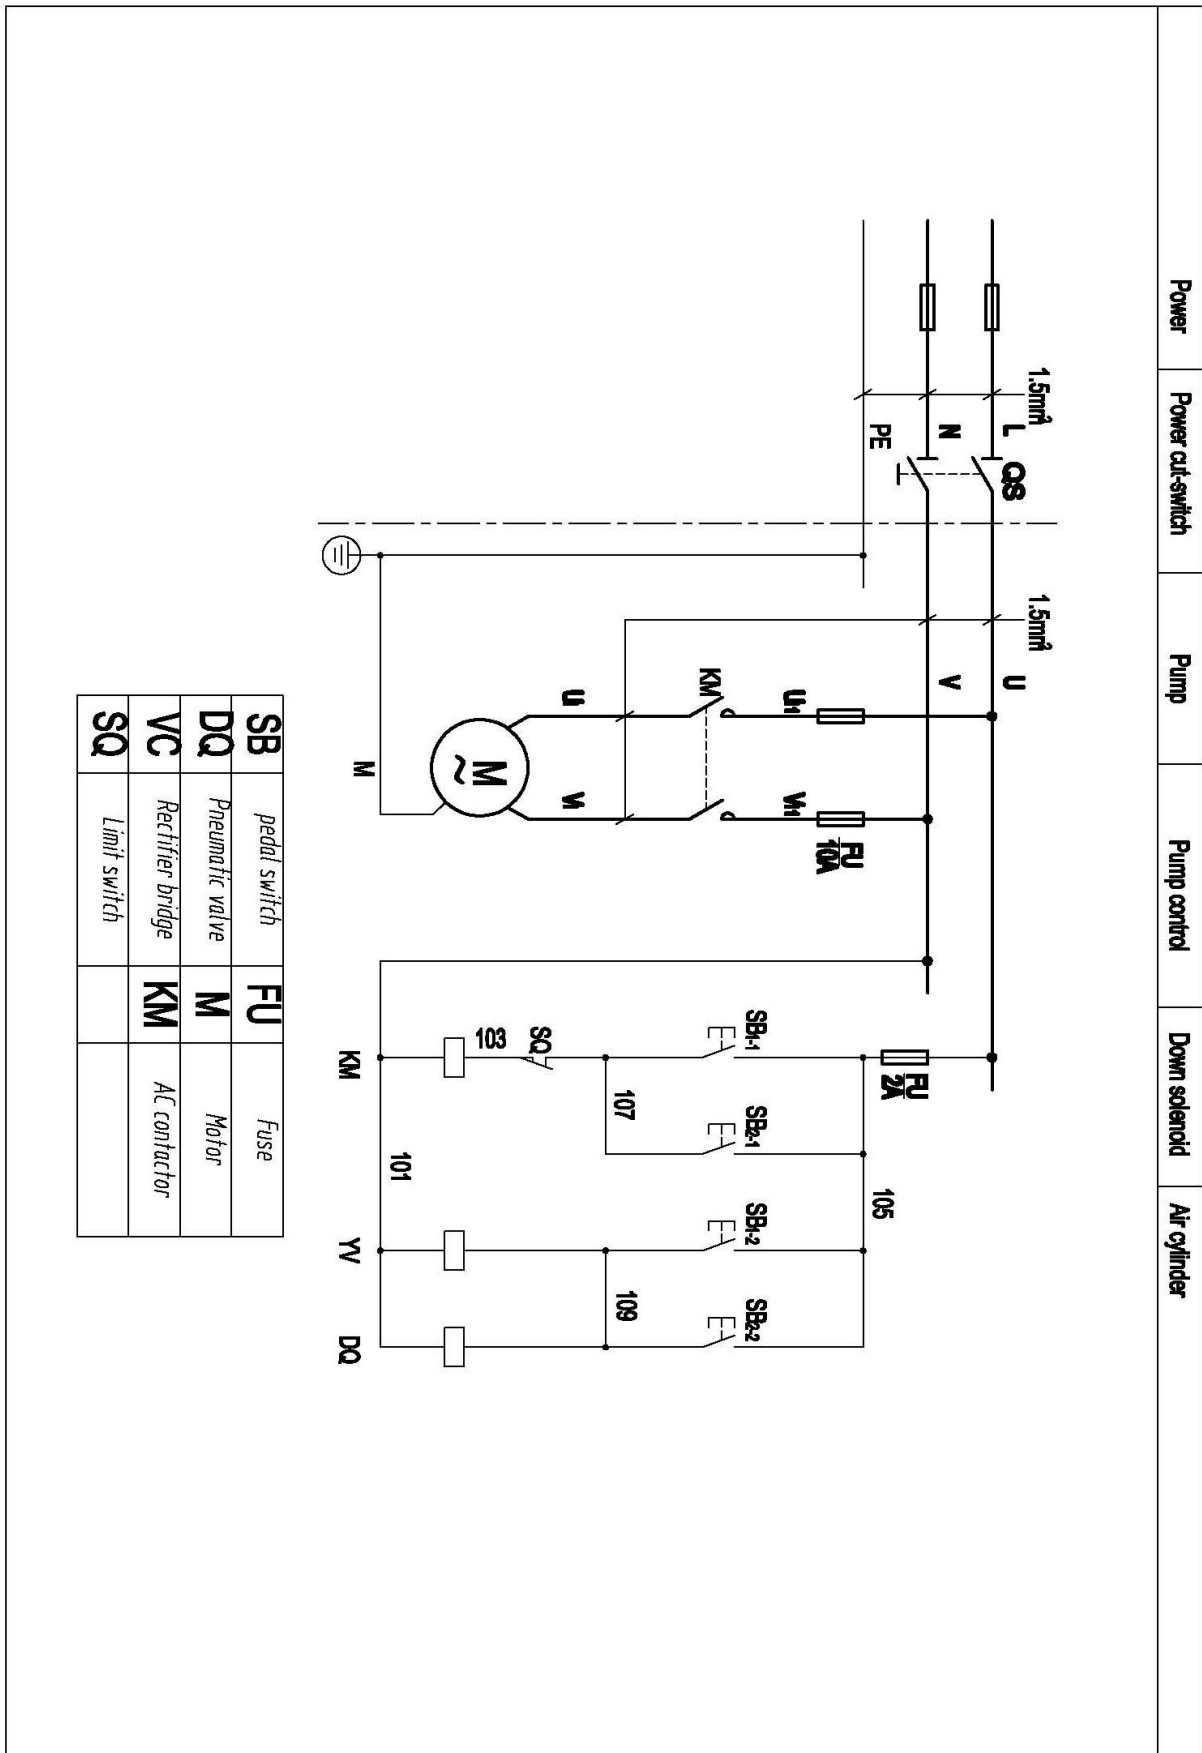 Power
Power cut-switch
Pump
Pump control
Down solenoid
Air cylinder
1.5mm²
1.5mm²
L
QS
U
N
V
PE
U11
V11
FU
10A
FU
2A
KM
U1
V1
M
~
M
SB1-1
SB2-1
SB1-2
SB2-2
105
SQ
107
109
103
101
KM
YV
DQ
SB pedal switch FU Fuse
DQ Pneumatic valve M Motor
VC Rectifier bridge KM AC contactor
SQ Limit switch